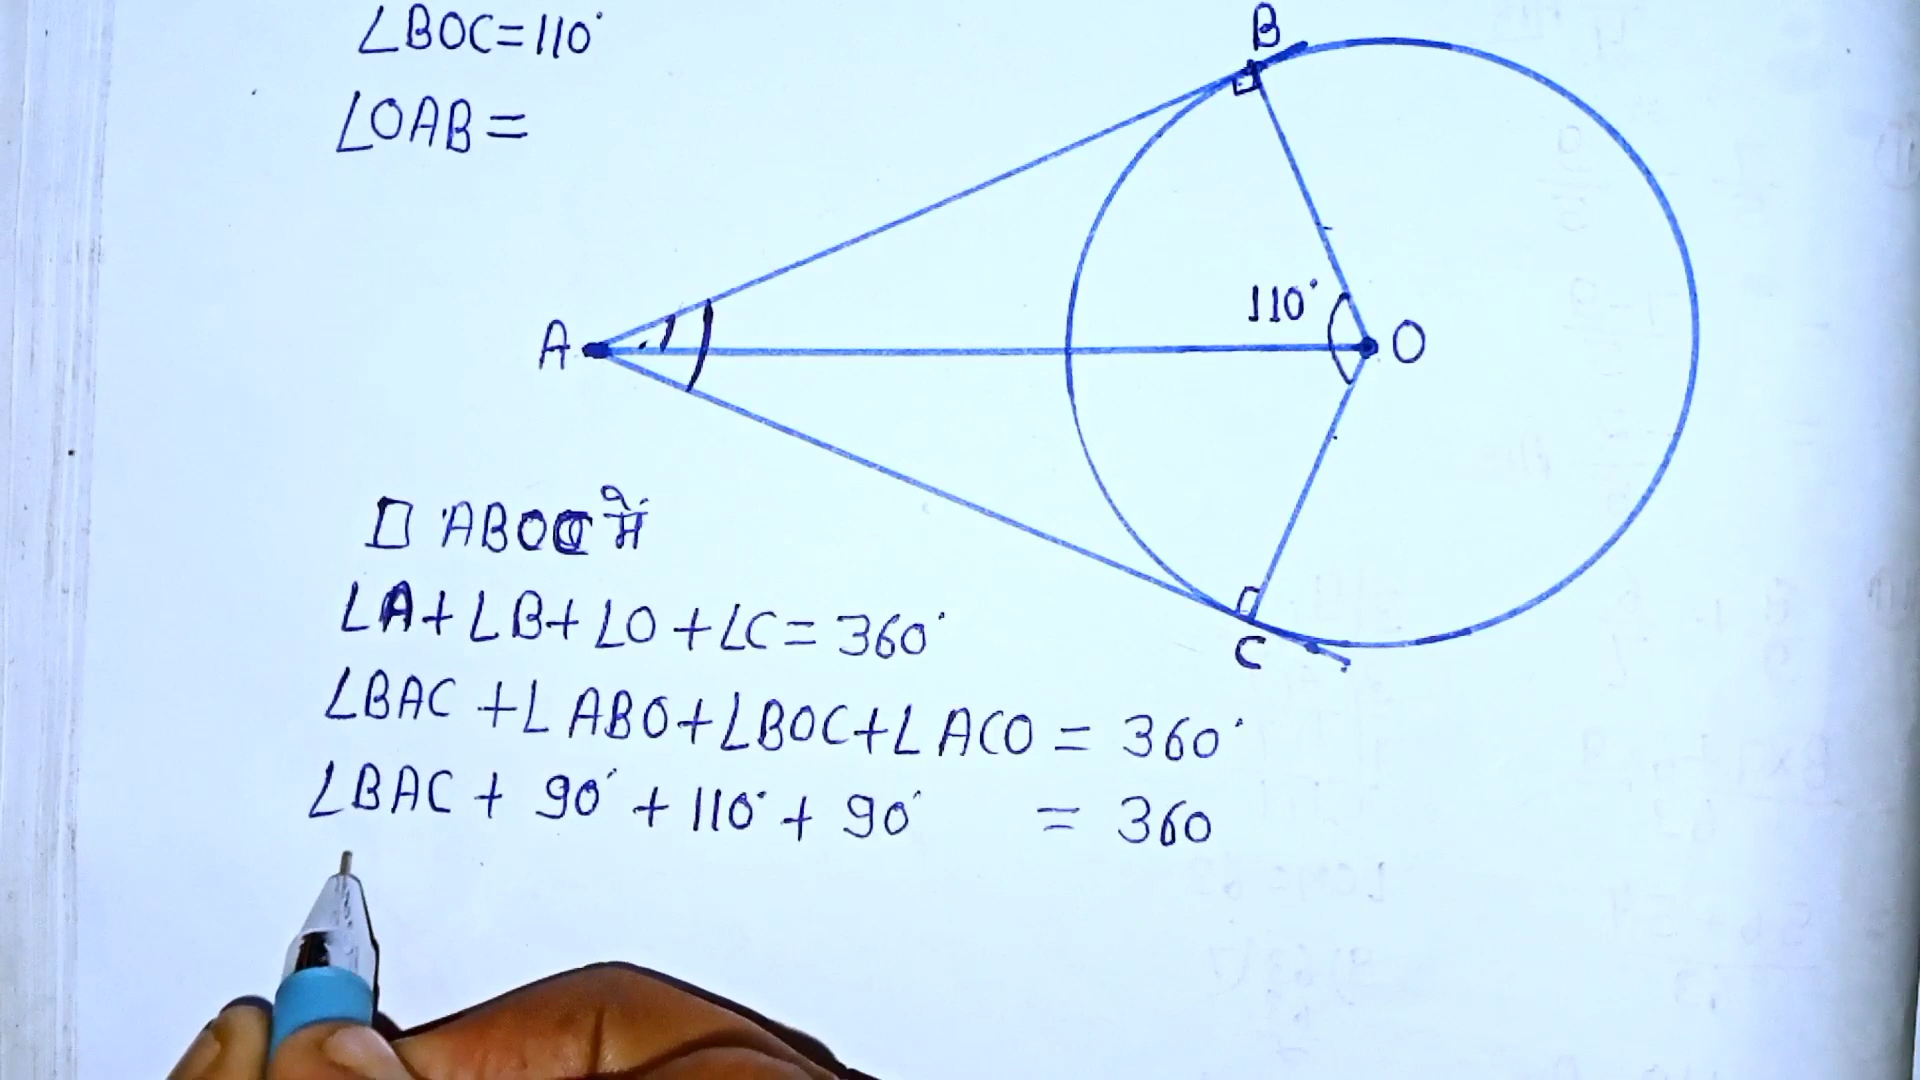 ∠BOC=110°
∠OAB=
B
110°
A
O
C
□ ABOC में
∠A+∠B+∠O+∠C=360°
∠BAC+∠ABO+∠BOC+∠ACO=360°
∠BAC+90°+110°+90° =360